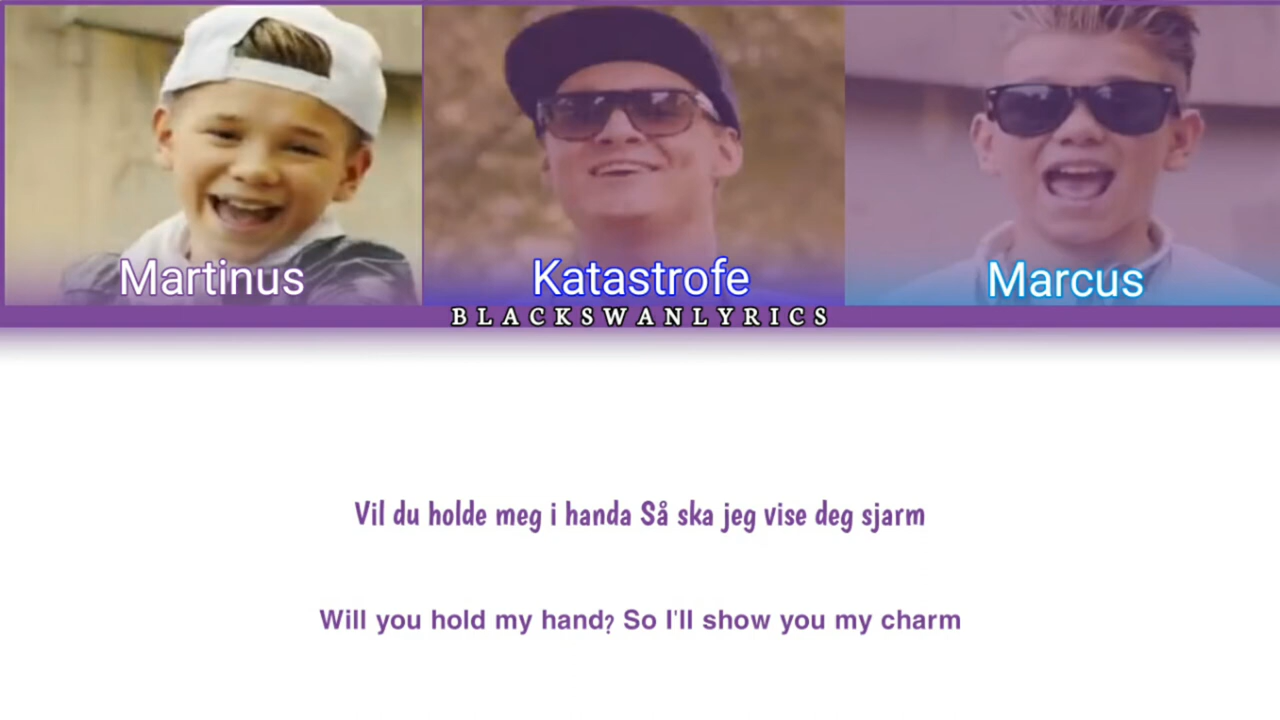 Martinus
Katastrofe
Marcus
BLACKSWANLYRICS
Vil du holde meg i handa Så ska jeg vise deg sjarm
Will you hold my hand? So I'll show you my charm